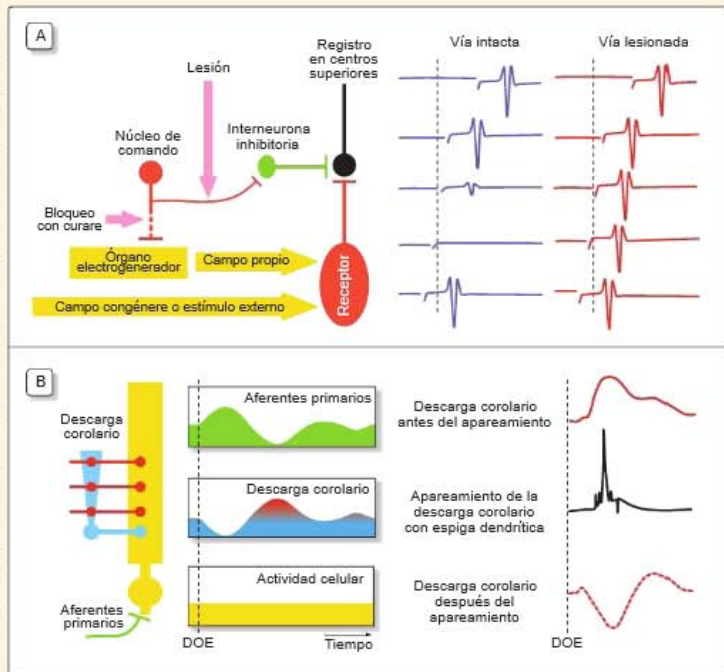 A
Registro
en centros
superiores
Vía intacta
Vía lesionada
Lesión
Núcleo de
comando
Interneurona
inhibitoria
Bloqueo
con curare
Órgano
electrogenerador
Campo propio
Campo congénere o estímulo externo
Receptor
B
Descarga
corolario
Aferentes
primarios
Aferentes primarios
Descarga corolario
Actividad celular
DOE
Tiempo
Descarga corolario
antes del apareamiento
Apareamiento de la
descarga corolario
con espiga dendrítica
Descarga corolario
después del
apareamiento
DOE